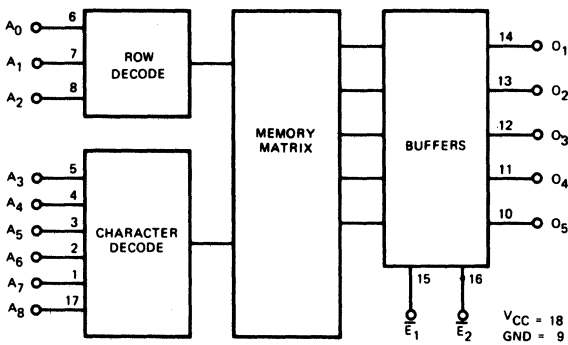 A0 6
A1 7
A2 8
ROW
DECODE
A3 5
A4 4
A5 3
A6 2
A7 1
A8 17
CHARACTER
DECODE
MEMORY
MATRIX
BUFFERS
14 O1
13 O2
12 O3
11 O4
10 O5
15 16
E̅1 E̅2
VCC = 18
GND = 9